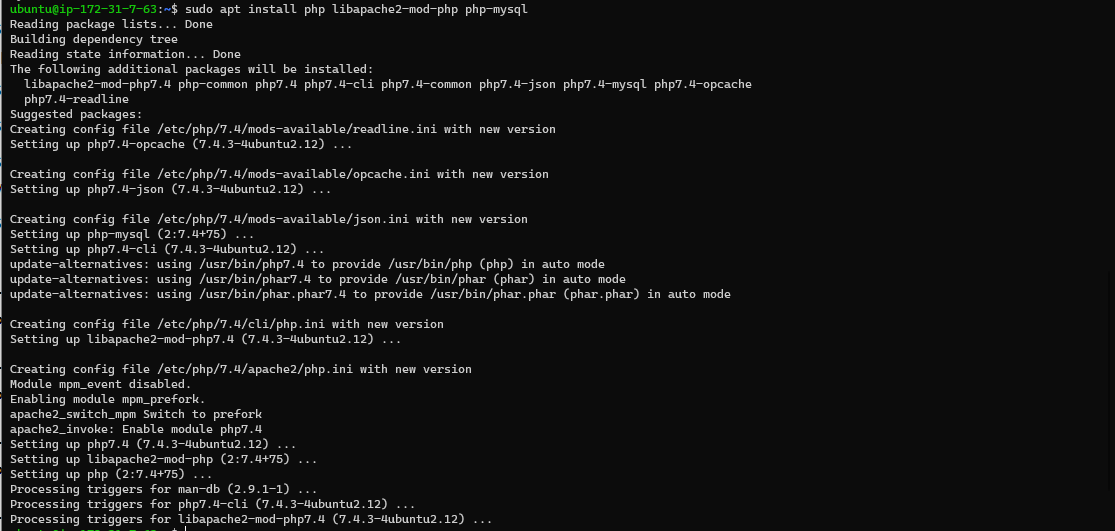 ubuntu@ip-172-31-7-63:~$ sudo apt install php libapache2-mod-php php-mysql
Reading package lists... Done
Building dependency tree
Reading state information... Done
The following additional packages will be installed:
  libapache2-mod-php7.4 php-common php7.4 php7.4-cli php7.4-common php7.4-json php7.4-mysql php7.4-opcache
  php7.4-readline
Suggested packages:
Creating config file /etc/php/7.4/mods-available/readline.ini with new version
Setting up php7.4-opcache (7.4.3-4ubuntu2.12) ...

Creating config file /etc/php/7.4/mods-available/opcache.ini with new version
Setting up php7.4-json (7.4.3-4ubuntu2.12) ...

Creating config file /etc/php/7.4/mods-available/json.ini with new version
Setting up php-mysql (2:7.4+75) ...
Setting up php7.4-cli (7.4.3-4ubuntu2.12) ...
update-alternatives: using /usr/bin/php7.4 to provide /usr/bin/php (php) in auto mode
update-alternatives: using /usr/bin/phar7.4 to provide /usr/bin/phar (phar) in auto mode
update-alternatives: using /usr/bin/phar.phar7.4 to provide /usr/bin/phar.phar (phar.phar) in auto mode

Creating config file /etc/php/7.4/cli/php.ini with new version
Setting up libapache2-mod-php7.4 (7.4.3-4ubuntu2.12) ...

Creating config file /etc/php/7.4/apache2/php.ini with new version
Module mpm_event disabled.
Enabling module mpm_prefork.
apache2_switch_mpm Switch to prefork
apache2_invoke: Enable module php7.4
Setting up php7.4 (7.4.3-4ubuntu2.12) ...
Setting up libapache2-mod-php (2:7.4+75) ...
Setting up php (2:7.4+75) ...
Processing triggers for man-db (2.9.1-1) ...
Processing triggers for php7.4-cli (7.4.3-4ubuntu2.12) ...
Processing triggers for libapache2-mod-php7.4 (7.4.3-4ubuntu2.12) ...